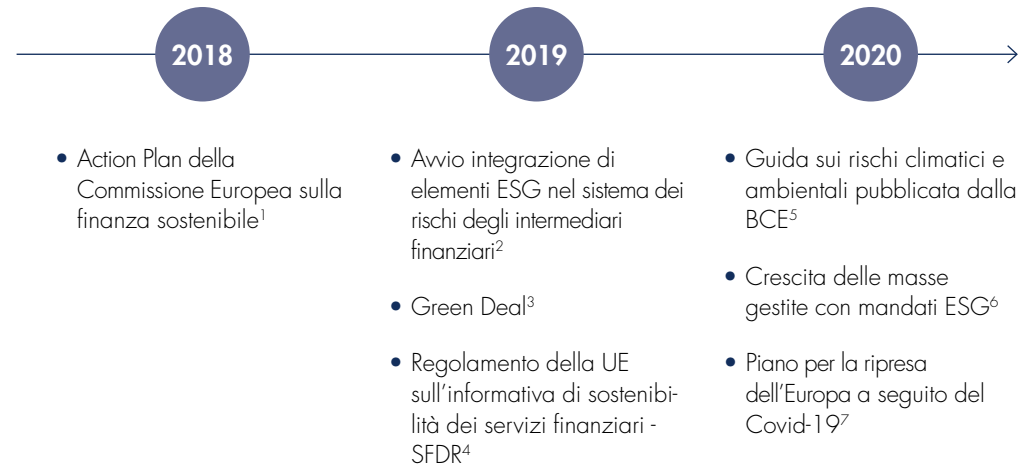 2018
2019
2020
• Action Plan della
Commissione Europea sulla
finanza sostenibile¹
• Avvio integrazione di
elementi ESG nel sistema dei
rischi degli intermediari
finanziari²
• Green Deal³
• Regolamento della UE
sull’informativa di sostenibi-
lità dei servizi finanziari -
SFDR⁴
• Guida sui rischi climatici e
ambientali pubblicata dalla
BCE⁵
• Crescita delle masse
gestite con mandati ESG⁶
• Piano per la ripresa
dell’Europa a seguito del
Covid-19⁷